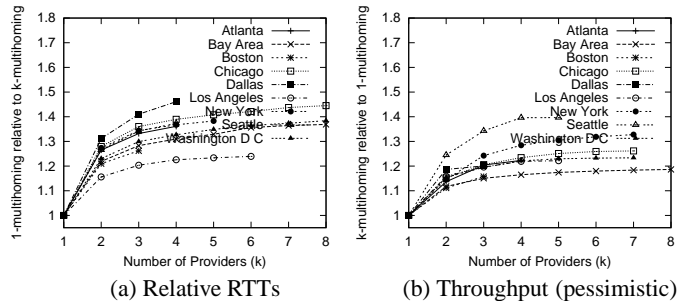 1.8
1.7
1.6
1.5
1.4
1.3
1.2
1.1
1
1-multihoming relative to k-multihoming
Atlanta
Bay Area
Boston
Chicago
Dallas
Los Angeles
New York
Seattle
Washington D C
1 2 3 4 5 6 7 8
Number of Providers (k)
(a) Relative RTTs
1.8
1.7
1.6
1.5
1.4
1.3
1.2
1.1
1
k-multihoming relative to 1-multihoming
Atlanta
Bay Area
Boston
Chicago
Dallas
Los Angeles
New York
Seattle
Washington D C
1 2 3 4 5 6 7 8
Number of Providers (k)
(b) Throughput (pessimistic)